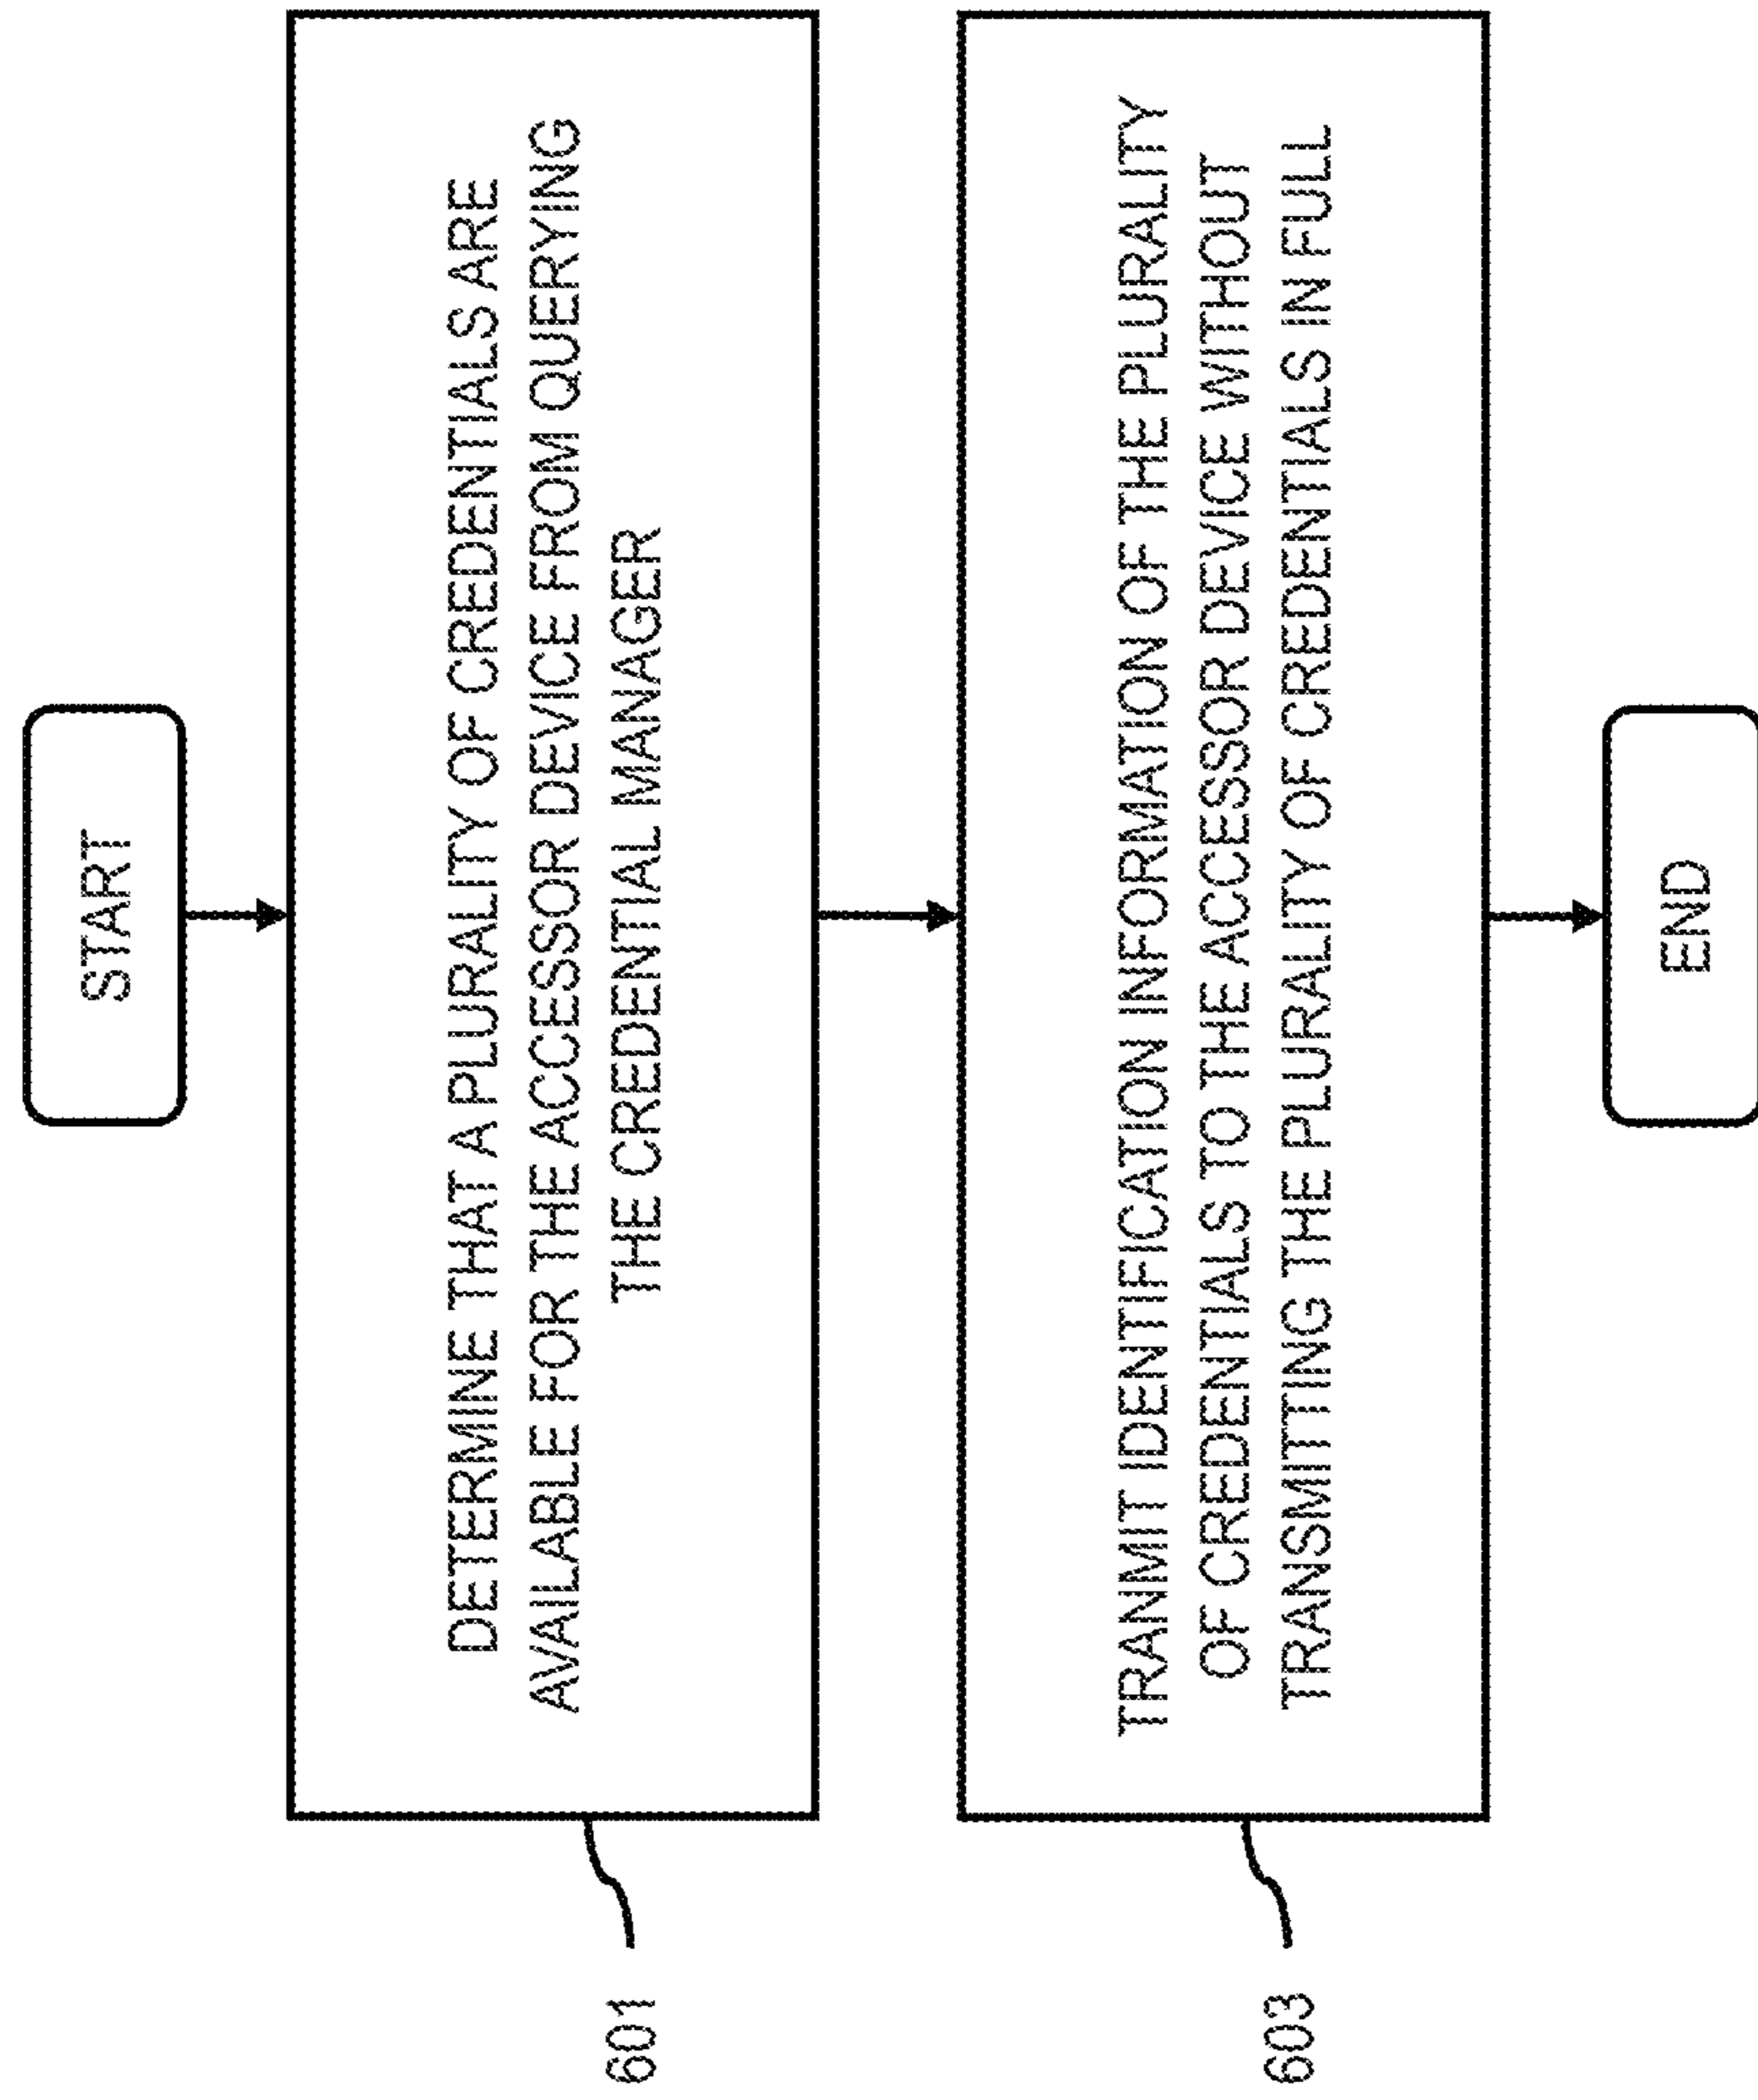 START
DETERMINE THAT A PLURALITY OF CREDENTIALS ARE
AVAILABLE FOR THE ACCESSOR DEVICE FROM QUERYING
THE CREDENTIAL MANAGER
601
TRANMIT IDENTIFICATION INFORMATION OF THE PLURALITY
OF CREDENTIALS TO THE ACCESSOR DEVICE WITHOUT
TRANSMITTING THE PLURALITY OF CREDENTIALS IN FULL
603
END